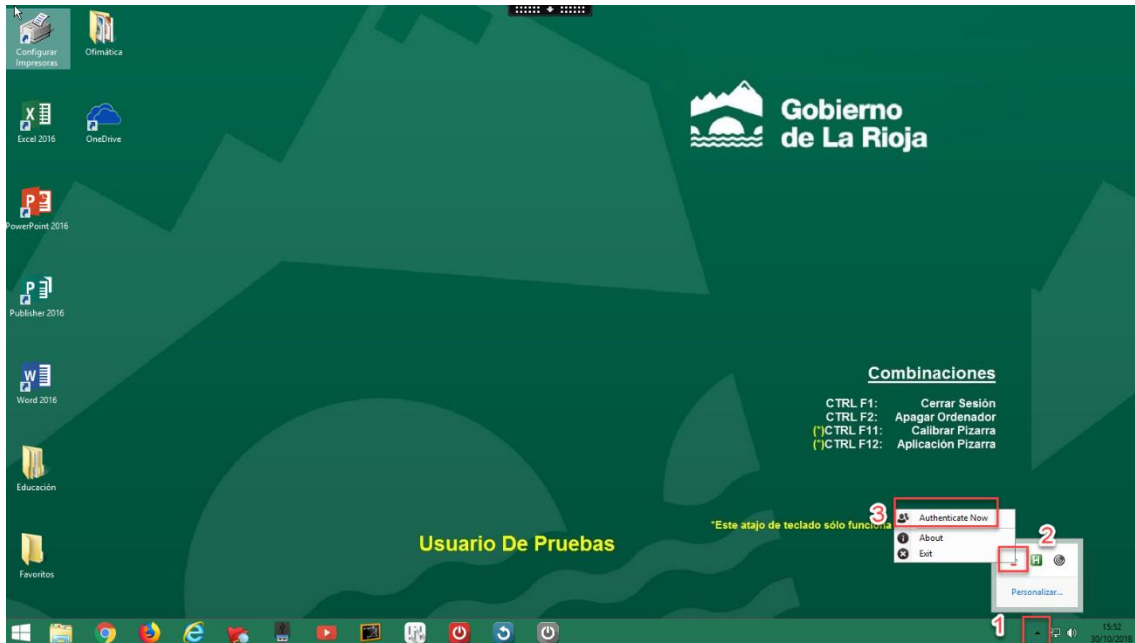 Configurar
Impresoras
Ofimática
Excel 2016
OneDrive
PowerPoint 2016
Publisher 2016
Word 2016
Educación
Favoritos
Gobierno
de La Rioja
Combinaciones
CTRL F1: Cerrar Sesión
CTRL F2: Apagar Ordenador
(*)CTRL F11: Calibrar Pizarra
(*)CTRL F12: Aplicación Pizarra
*Este atajo de teclado sólo funciona
Usuario De Pruebas
3
Authenticate Now
About
Exit
2
H
Personalizar...
1
15:52
30/10/2018